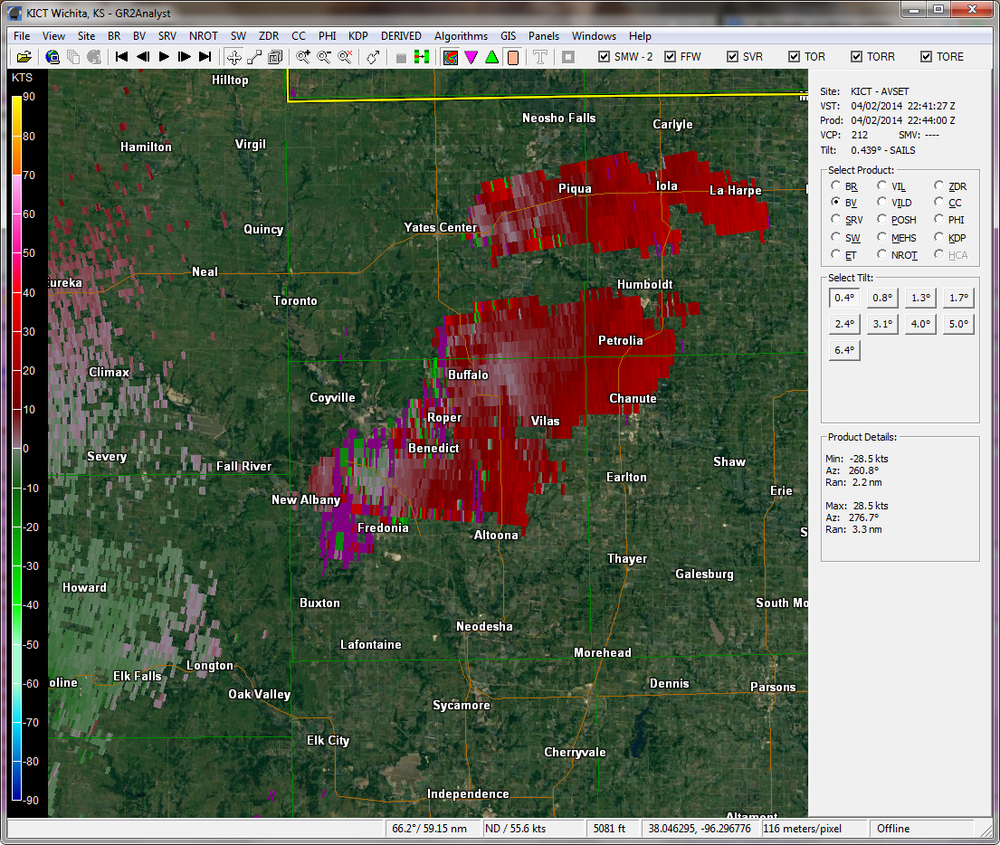 KICT Wichita, KS - GR2Analyst
File View Site BR BV SRV NROT SW ZDR CC PHI KDP DERIVED Algorithms GIS Panels Windows Help
SMW - 2 FFW SVR TOR TORR TORE
KTS
90
80
70
60
50
40
30
20
10
0
-10
-20
-30
-40
-50
-60
-70
-80
-90
Hilltop
Neosho Falls
Carlyle
Hamilton
Virgil
Piqua
Iola
La Harpe
Quincy
Yates Center
Neal
ureka
Toronto
Humboldt
Petrolia
Climax
Buffalo
Coyville
Chanute
Roper
Vilas
Benedict
Severy
Fall River
Shaw
Earlton
Erie
New Albany
Fredonia
Altoona
S
Thayer
Galesburg
Howard
Buxton
South Mo
Neodesha
Lafontaine
Morehead
Longton
Elk Falls
oline
Dennis
Parsons
Oak Valley
Sycamore
Elk City
Cherryvale
Independence
Altamont
Site: KICT - AVSET
VST: 04/02/2014 22:41:27 Z
Prod: 04/02/2014 22:44:00 Z
VCP: 212 SMV: ----
Tilt: 0.439° - SAILS
Select Product:
BR VIL ZDR
BV VILD CC
SRV POSH PHI
SW MEHS KDP
ET NROT HCA
Select Tilt:
0.4° 0.8° 1.3° 1.7°
2.4° 3.1° 4.0° 5.0°
6.4°
Product Details:
Min: -28.5 kts
Az: 260.8°
Ran: 2.2 nm
Max: 28.5 kts
Az: 276.7°
Ran: 3.3 nm
66.2°/ 59.15 nm ND / 55.6 kts 5081 ft 38.046295, -96.296776 116 meters/pixel Offline